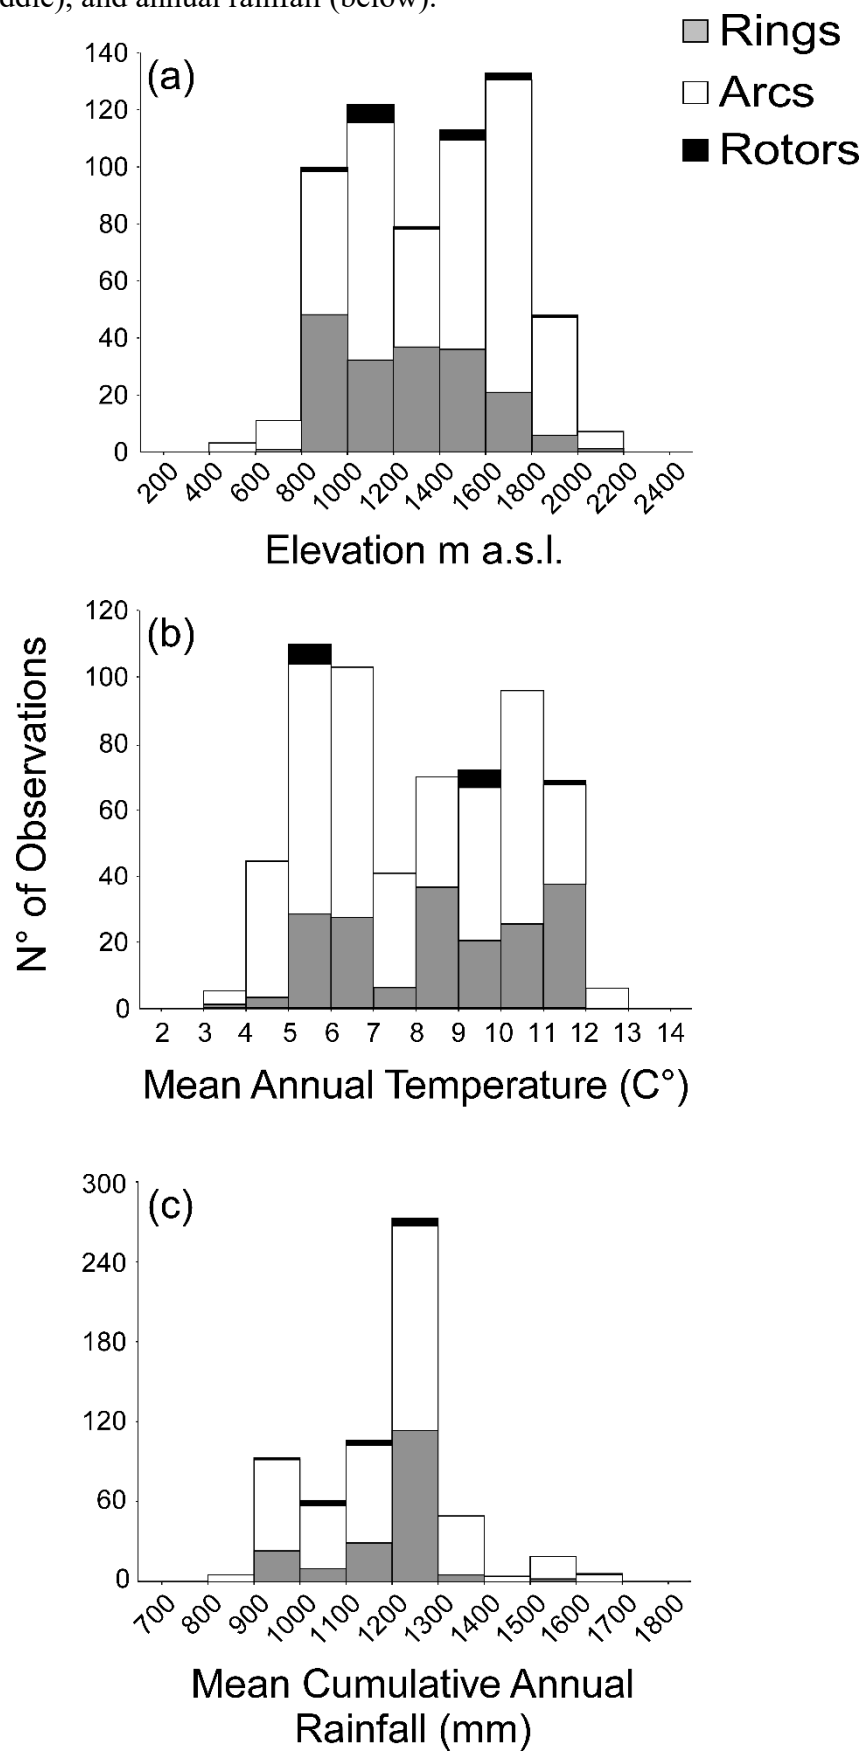 ddle), and annual rainfall (below).
Rings
Arcs
Rotors
(a)
140
120
100
80
60
40
20
0
200 400 600 800 1000 1200 1400 1600 1800 2000 2200 2400
Elevation m a.s.l.
N° of Observations
(b)
120
100
80
60
40
20
0
2 3 4 5 6 7 8 9 10 11 12 13 14
Mean Annual Temperature (C°)
(c)
300
240
180
120
60
0
700 800 900 1000 1100 1200 1300 1400 1500 1600 1700 1800
Mean Cumulative Annual
Rainfall (mm)